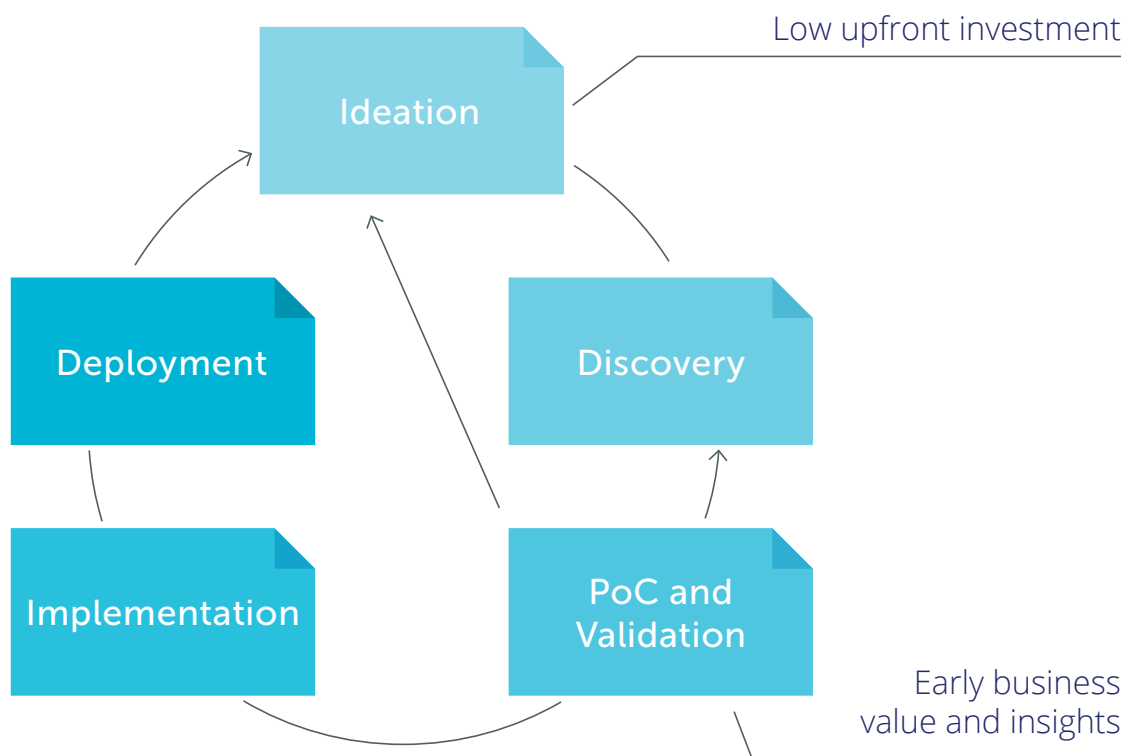 Low upfront investment
Ideation
Deployment
Discovery
Implementation
PoC and
Validation
Early business
value and insights